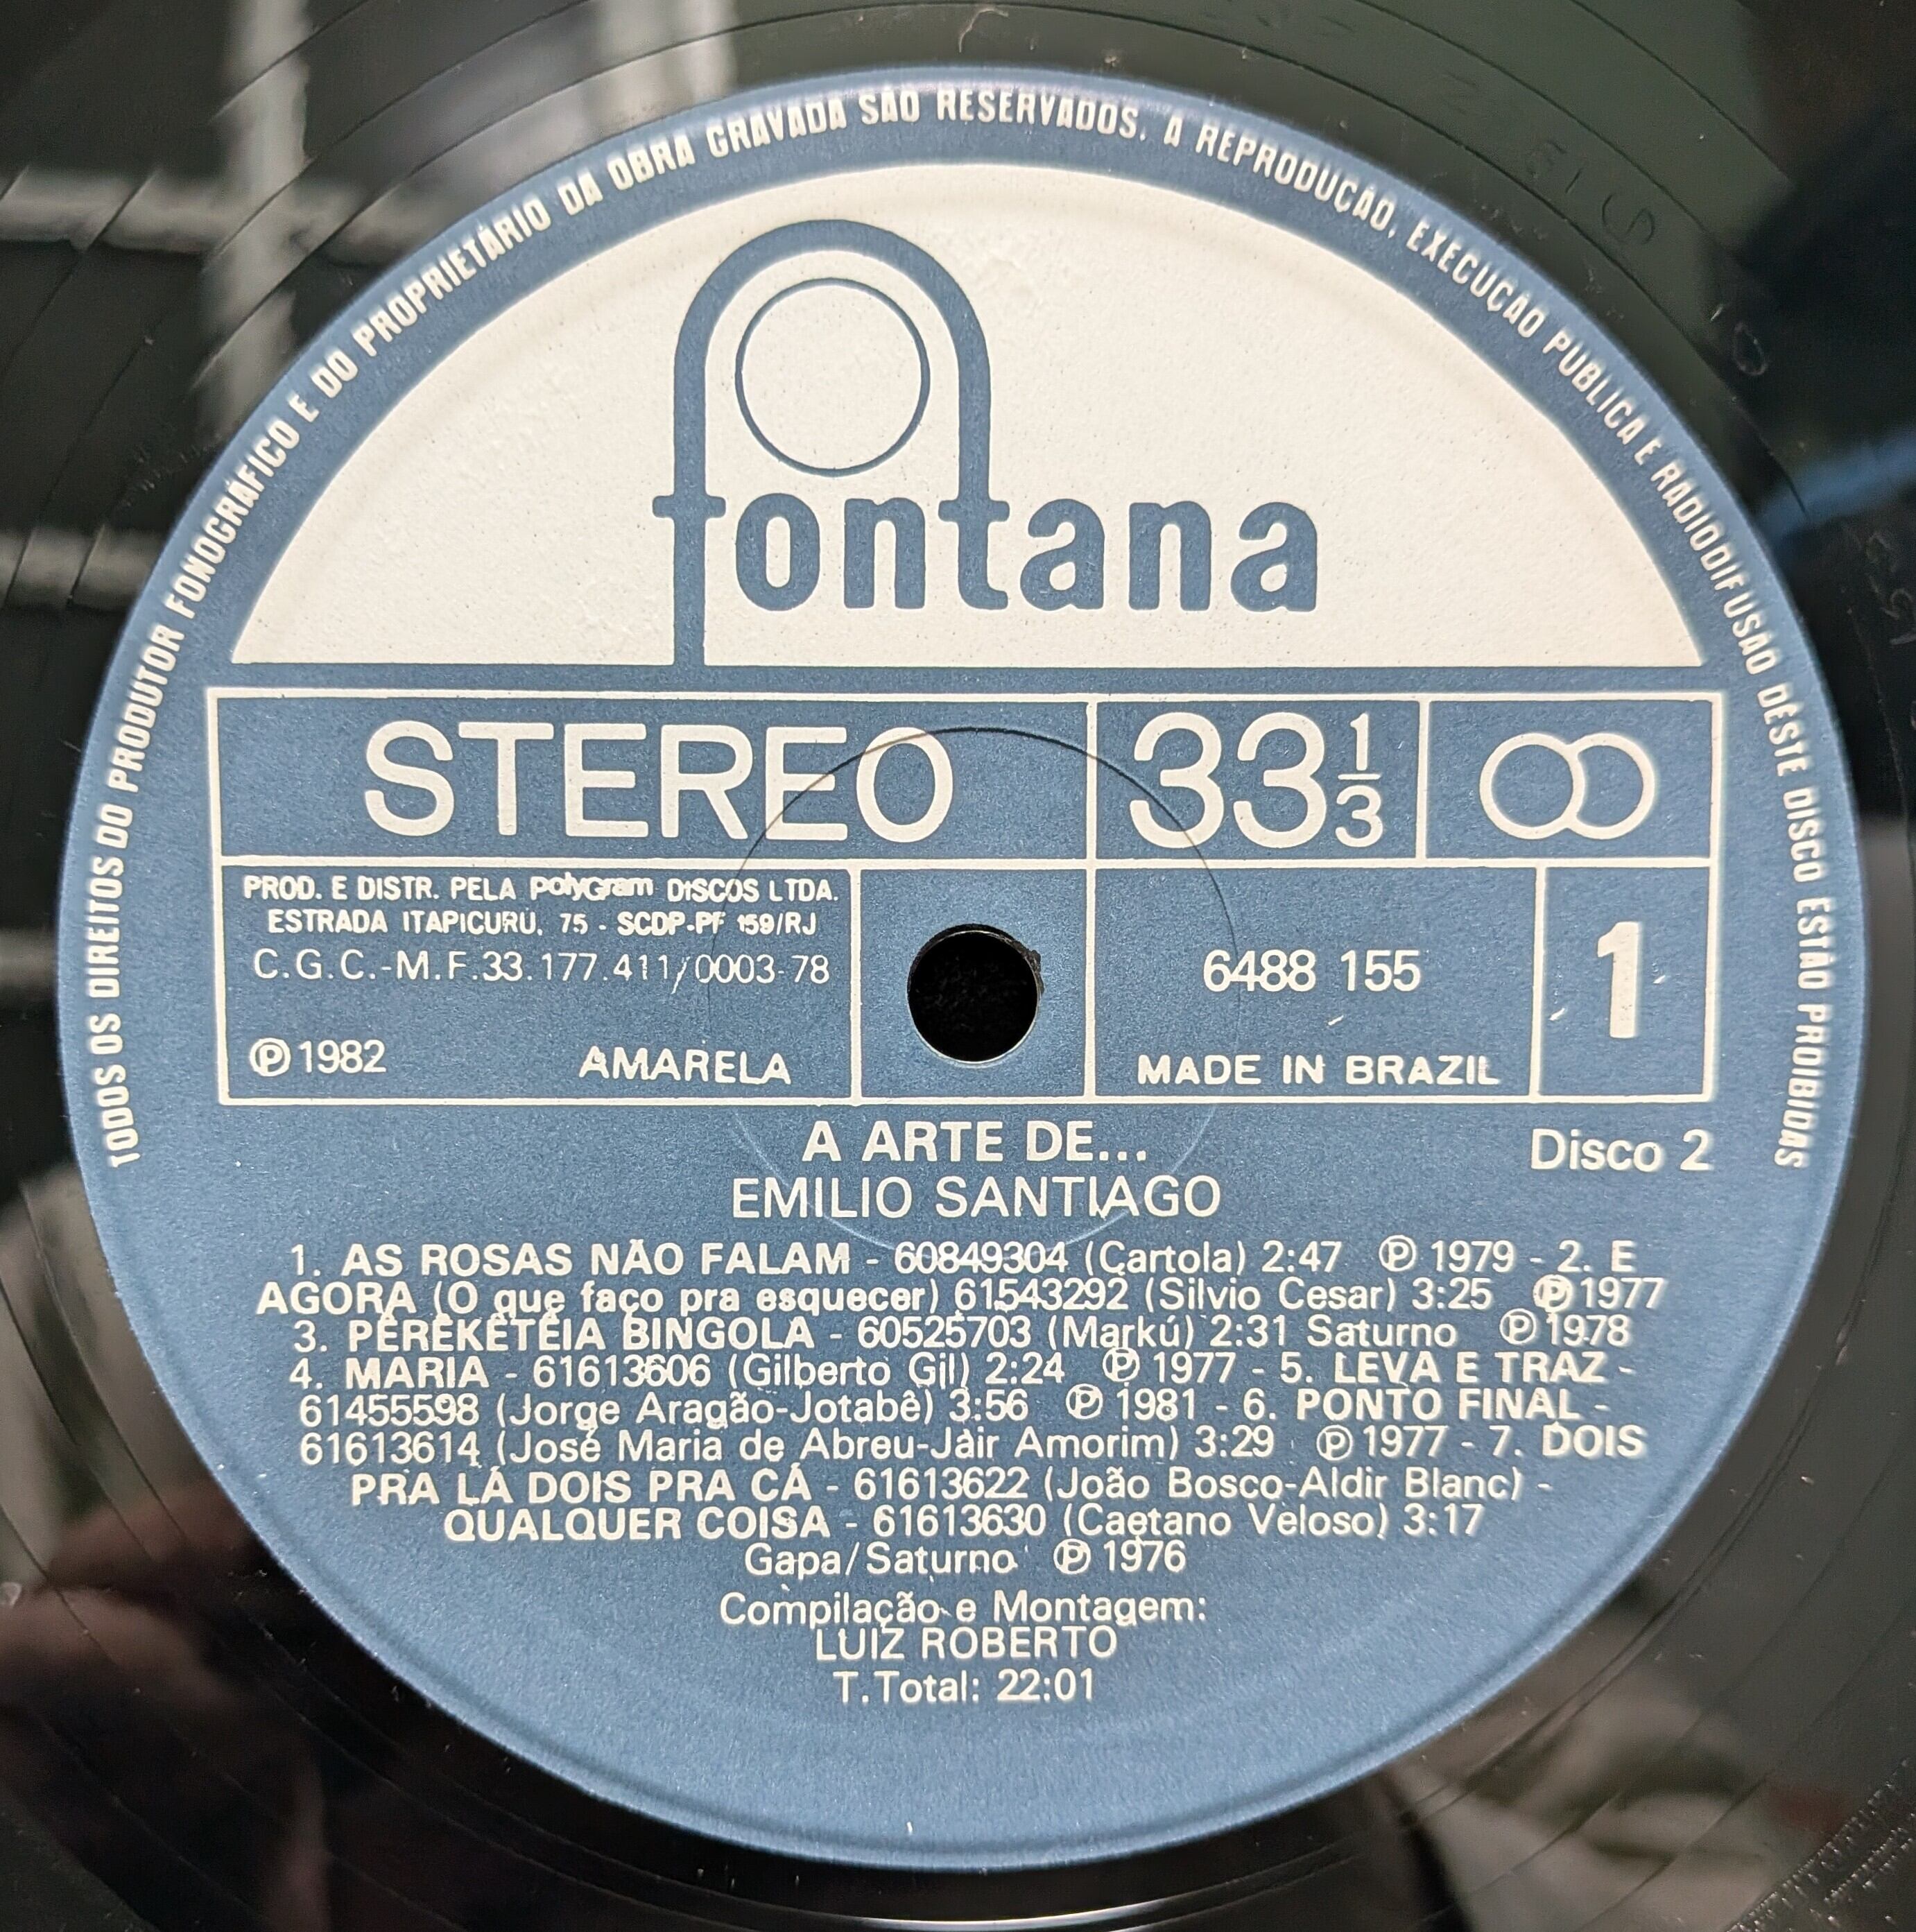 TODOS OS DIREITOS DO PRODUTOR FONOGRÁFICO E DO PROPRIETÁRIO DA OBRA GRAVADA SÃO RESERVADOS. A REPRODUÇÃO, EXECUÇÃO PÚBLICA E RADIODIFUSÃO DÊSTE DISCO ESTÃO PROIBIDAS
fontana
STEREO
33 1/3
PROD. E DISTR. PELA PolyGram DISCOS LTDA.
ESTRADA ITAPICURÚ, 75 - SCDP-PF 159/RJ
C.G.C.-M.F.33.177.411/0003-78
Ⓟ 1982 AMARELA
6488 155
MADE IN BRAZIL
1
A ARTE DE...
Disco 2
EMILIO SANTIAGO
1. AS ROSAS NÃO FALAM - 60849304 (Cartola) 2:47 Ⓟ 1979 - 2. E
AGORA (O que faço pra esquecer) 61543292 (Silvio Cesar) 3:25 Ⓟ 1977
3. PÉREKÊTÊIA BINGOLA - 60525703 (Markú) 2:31 Saturno Ⓟ 1978
4. MARIA - 61613606 (Gilberto Gil) 2:24 Ⓟ 1977 - 5. LEVA E TRAZ -
61455598 (Jorge Aragão-Jotabê) 3:56 Ⓟ 1981 - 6. PONTO FINAL -
61613614 (José Maria de Abreu-Jair Amorim) 3:29 Ⓟ 1977 - 7. DOIS
PRA LÁ DOIS PRA CÁ - 61613622 (João Bosco-Aldir Blanc) -
QUALQUER COISA - 61613630 (Caetano Veloso) 3:17
Gapa/Saturno Ⓟ 1976
Compilação e Montagem:
LUIZ ROBERTO
T.Total: 22:01